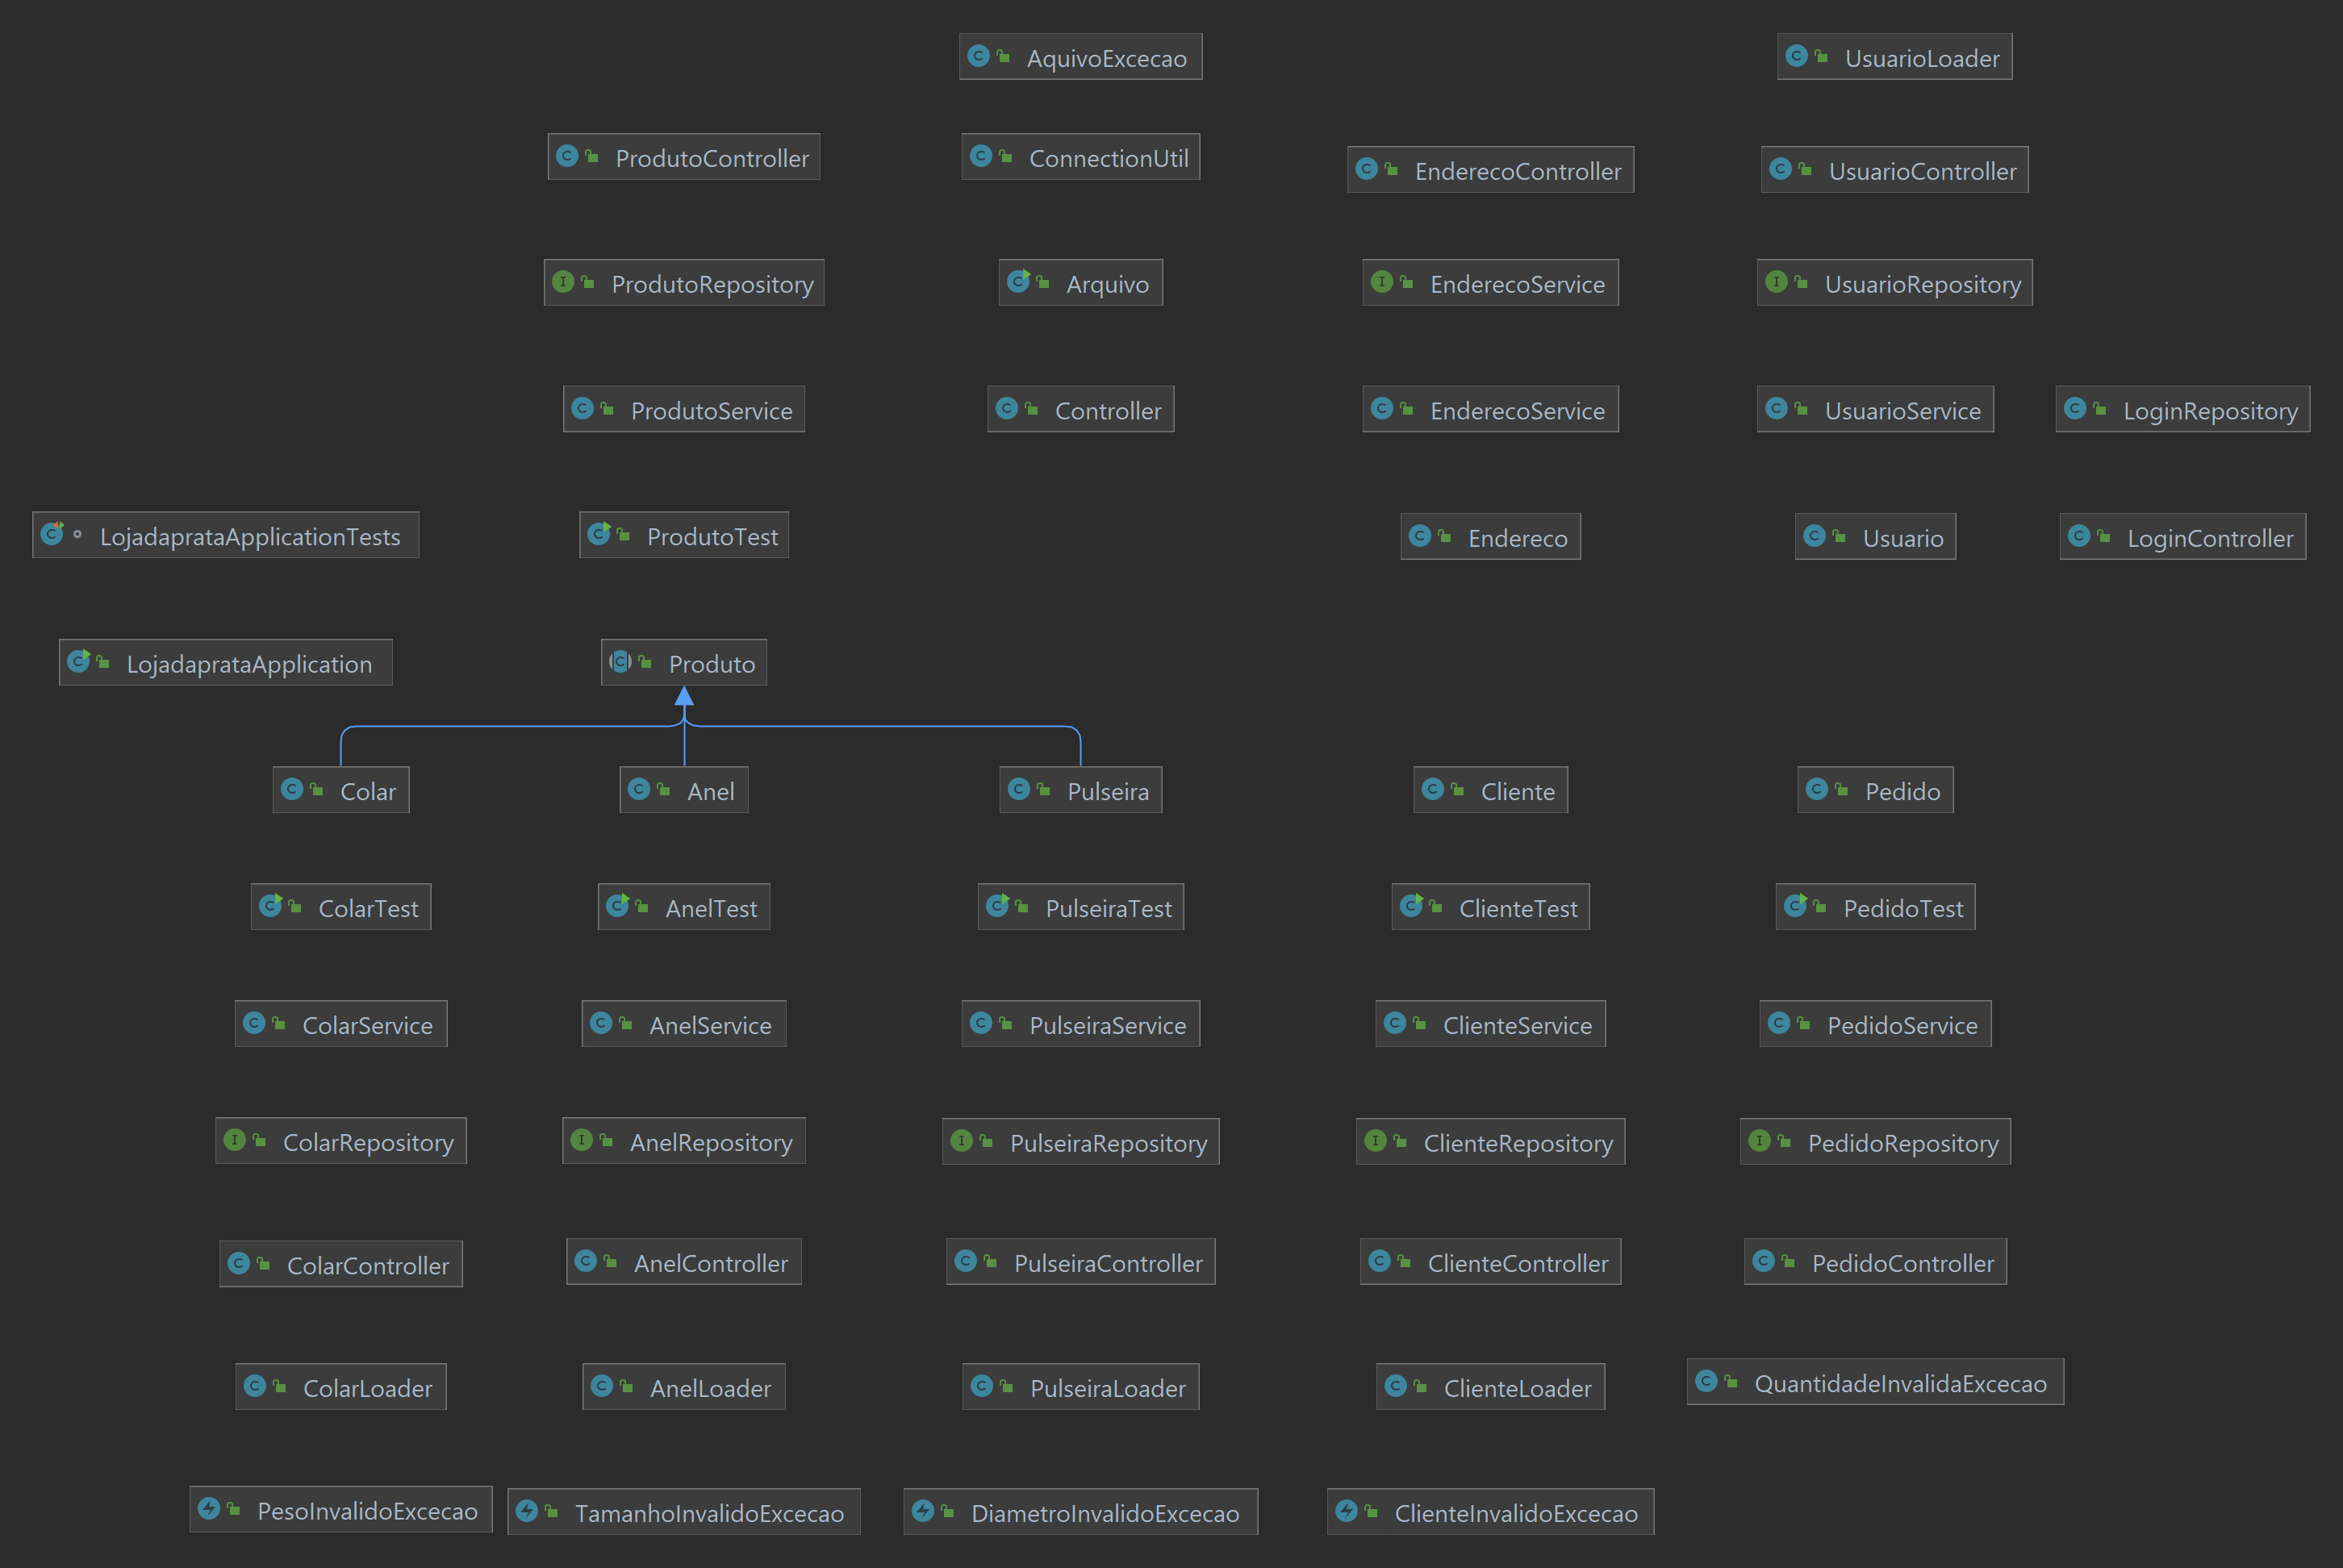 AquivoExcecao
UsuarioLoader
ProdutoController
ConnectionUtil
EnderecoController
UsuarioController
ProdutoRepository
Arquivo
EnderecoService
UsuarioRepository
ProdutoService
Controller
EnderecoService
UsuarioService
LoginRepository
LojadaprataApplicationTests
ProdutoTest
Endereco
Usuario
LoginController
LojadaprataApplication
Produto
Colar
Anel
Pulseira
Cliente
Pedido
ColarTest
AnelTest
PulseiraTest
ClienteTest
PedidoTest
ColarService
AnelService
PulseiraService
ClienteService
PedidoService
ColarRepository
AnelRepository
PulseiraRepository
ClienteRepository
PedidoRepository
ColarController
AnelController
PulseiraController
ClienteController
PedidoController
ColarLoader
AnelLoader
PulseiraLoader
ClienteLoader
QuantidadeInvalidaExcecao
PesoInvalidoExcecao
TamanhoInvalidoExcecao
DiametroInvalidoExcecao
ClienteInvalidoExcecao